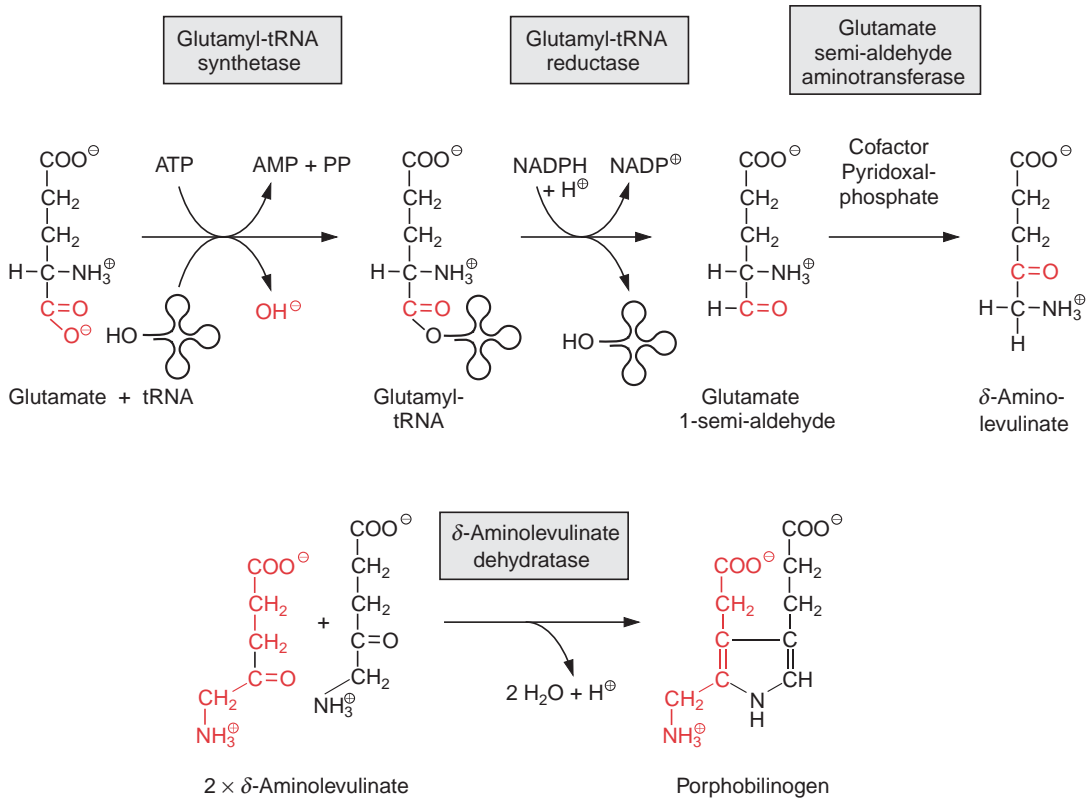 Glutamyl-tRNA
synthetase
Glutamyl-tRNA
reductase
Glutamate
semi-aldehyde
aminotransferase
COO⊖
CH2
CH2
H C NH3⊕
C=O
O⊖
ATP
AMP + PP
HO
OH⊖
Glutamate + tRNA
COO⊖
CH2
CH2
H C NH3⊕
C=O
O
Glutamyl-
tRNA
NADPH
+ H⊕
NADP⊕
HO
COO⊖
CH2
CH2
H C NH3⊕
H C=O
Glutamate
1-semi-aldehyde
Cofactor
Pyridoxal-
phosphate
COO⊖
CH2
CH2
C=O
H C NH3⊕
H
δ-Amino-
levulinate
δ-Aminolevulinate
dehydratase
COO⊖
CH2
CH2
C=O
CH2
NH3⊕
+
COO⊖
CH2
CH2
C=O
CH2
NH3⊕
2 × δ-Aminolevulinate
2 H2O + H⊕
COO⊖
CH2
C
C
CH2
NH3⊕
COO⊖
CH2
CH2
C
CH
N
H
Porphobilinogen